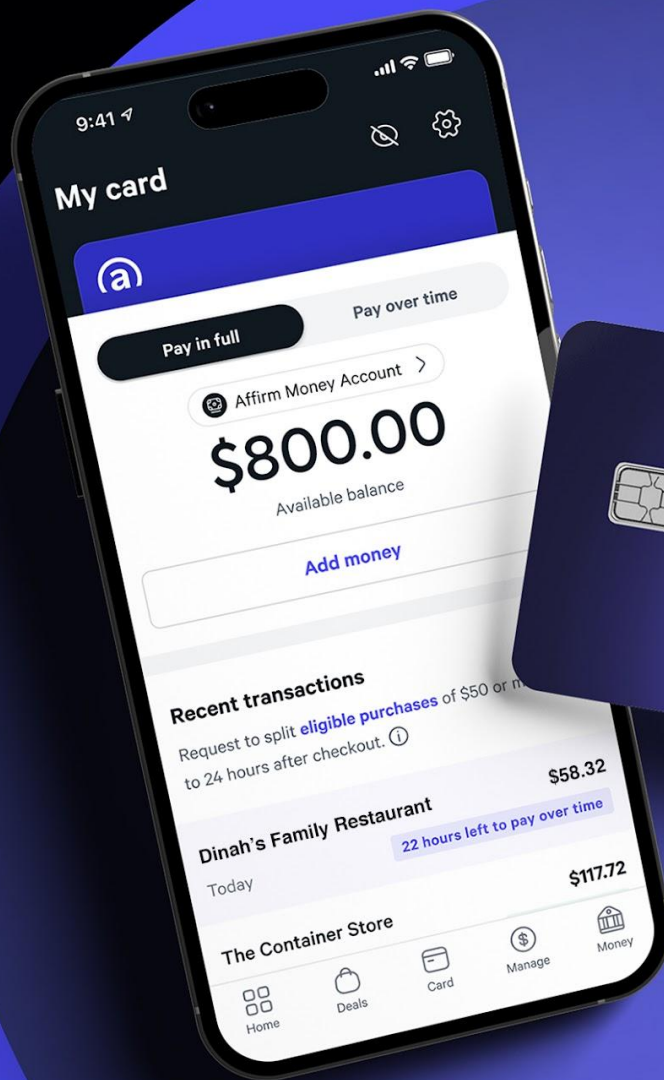 9:41
My card
a
Pay in full
Pay over time
Affirm Money Account
$800.00
Available balance
Add money
Recent transactions
Request to split eligible purchases of $50 or
to 24 hours after checkout.
Dinah's Family Restaurant
$58.32
Today
22 hours left to pay over time
The Container Store
$117.72
Home
Deals
Card
Manage
Money